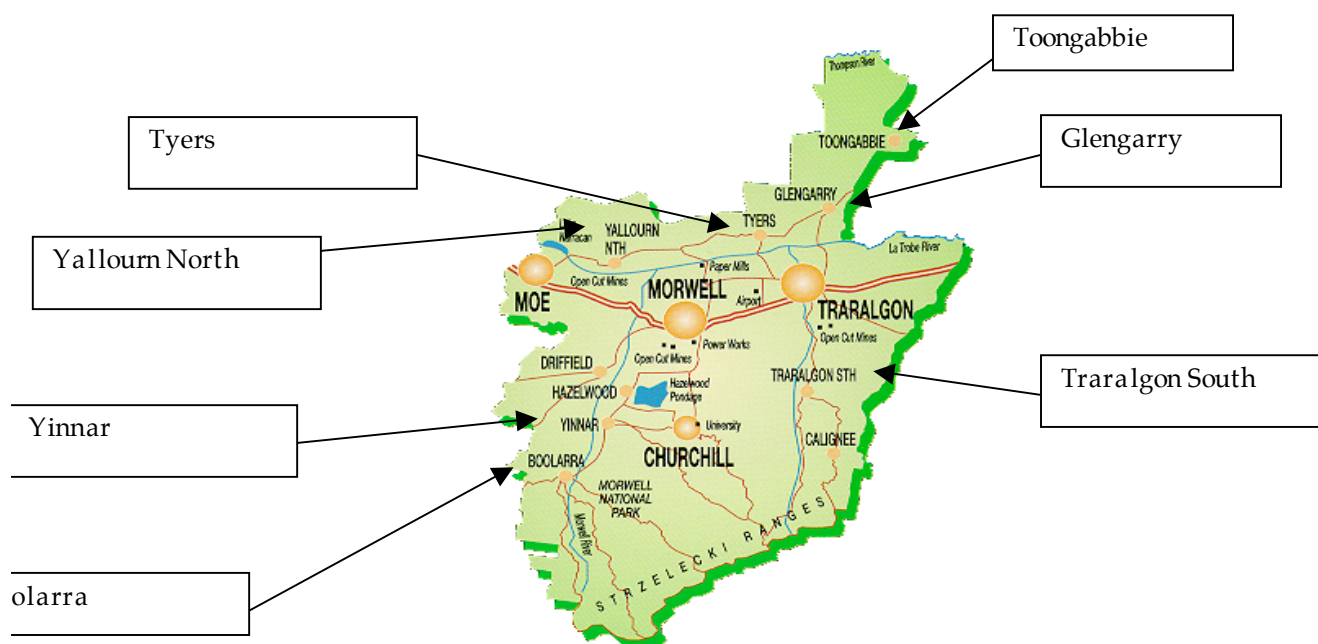 Toongabbie
Thompson River
Tyers
Glengarry
TOONGABBIE
GLENGARRY
TYERS
YALLOURN
NTH
Narracan
Yallourn North
La Trobe River
Paper Mills
Open Cut Mines
MORWELL
MOE
Airport
TRARALGON
Open Cut Mines
Power Works
Open Cut Mines
DRIFFIELD
TRARALGON STH
Traralgon South
HAZELWOOD
Hazelwood
Pondage
Yinnar
YINNAR
University
CALIGNEE
CHURCHILL
BOOLARRA
MORWELL
NATIONAL
PARK
Morwell River
STRZELECKI RANGES
olarra